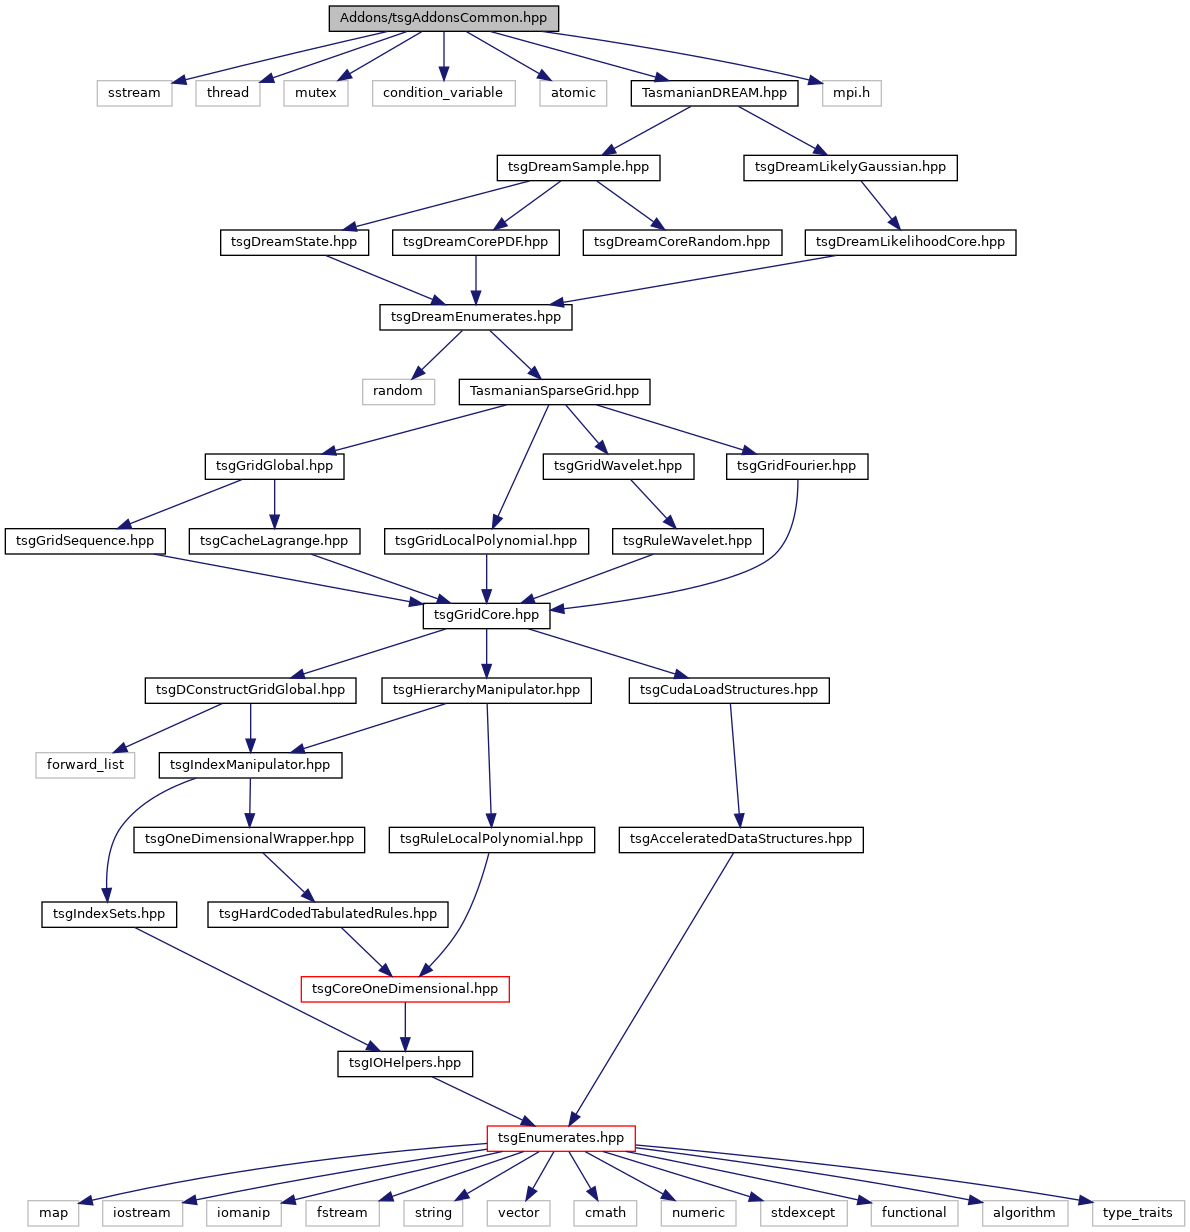 Addons/tsgAddonsCommon.hpp
sstream
thread
mutex
condition_variable
atomic
TasmanianDREAM.hpp
mpi.h
tsgDreamSample.hpp
tsgDreamLikelyGaussian.hpp
tsgDreamState.hpp
tsgDreamCorePDF.hpp
tsgDreamCoreRandom.hpp
tsgDreamLikelihoodCore.hpp
tsgDreamEnumerates.hpp
random
TasmanianSparseGrid.hpp
tsgGridGlobal.hpp
tsgGridWavelet.hpp
tsgGridFourier.hpp
tsgGridSequence.hpp
tsgCacheLagrange.hpp
tsgGridLocalPolynomial.hpp
tsgRuleWavelet.hpp
tsgGridCore.hpp
tsgDConstructGridGlobal.hpp
tsgHierarchyManipulator.hpp
tsgCudaLoadStructures.hpp
forward_list
tsgIndexManipulator.hpp
tsgOneDimensionalWrapper.hpp
tsgRuleLocalPolynomial.hpp
tsgAcceleratedDataStructures.hpp
tsgIndexSets.hpp
tsgHardCodedTabulatedRules.hpp
tsgCoreOneDimensional.hpp
tsgIOHelpers.hpp
tsgEnumerates.hpp
map
iostream
iomanip
fstream
string
vector
cmath
numeric
stdexcept
functional
algorithm
type_traits